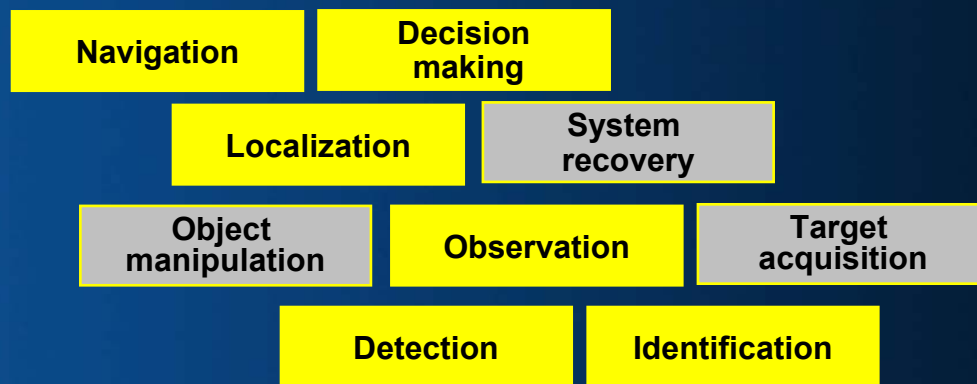 Navigation
Decision
making
Localization
System
recovery
Object
manipulation
Observation
Target
acquisition
Detection
Identification